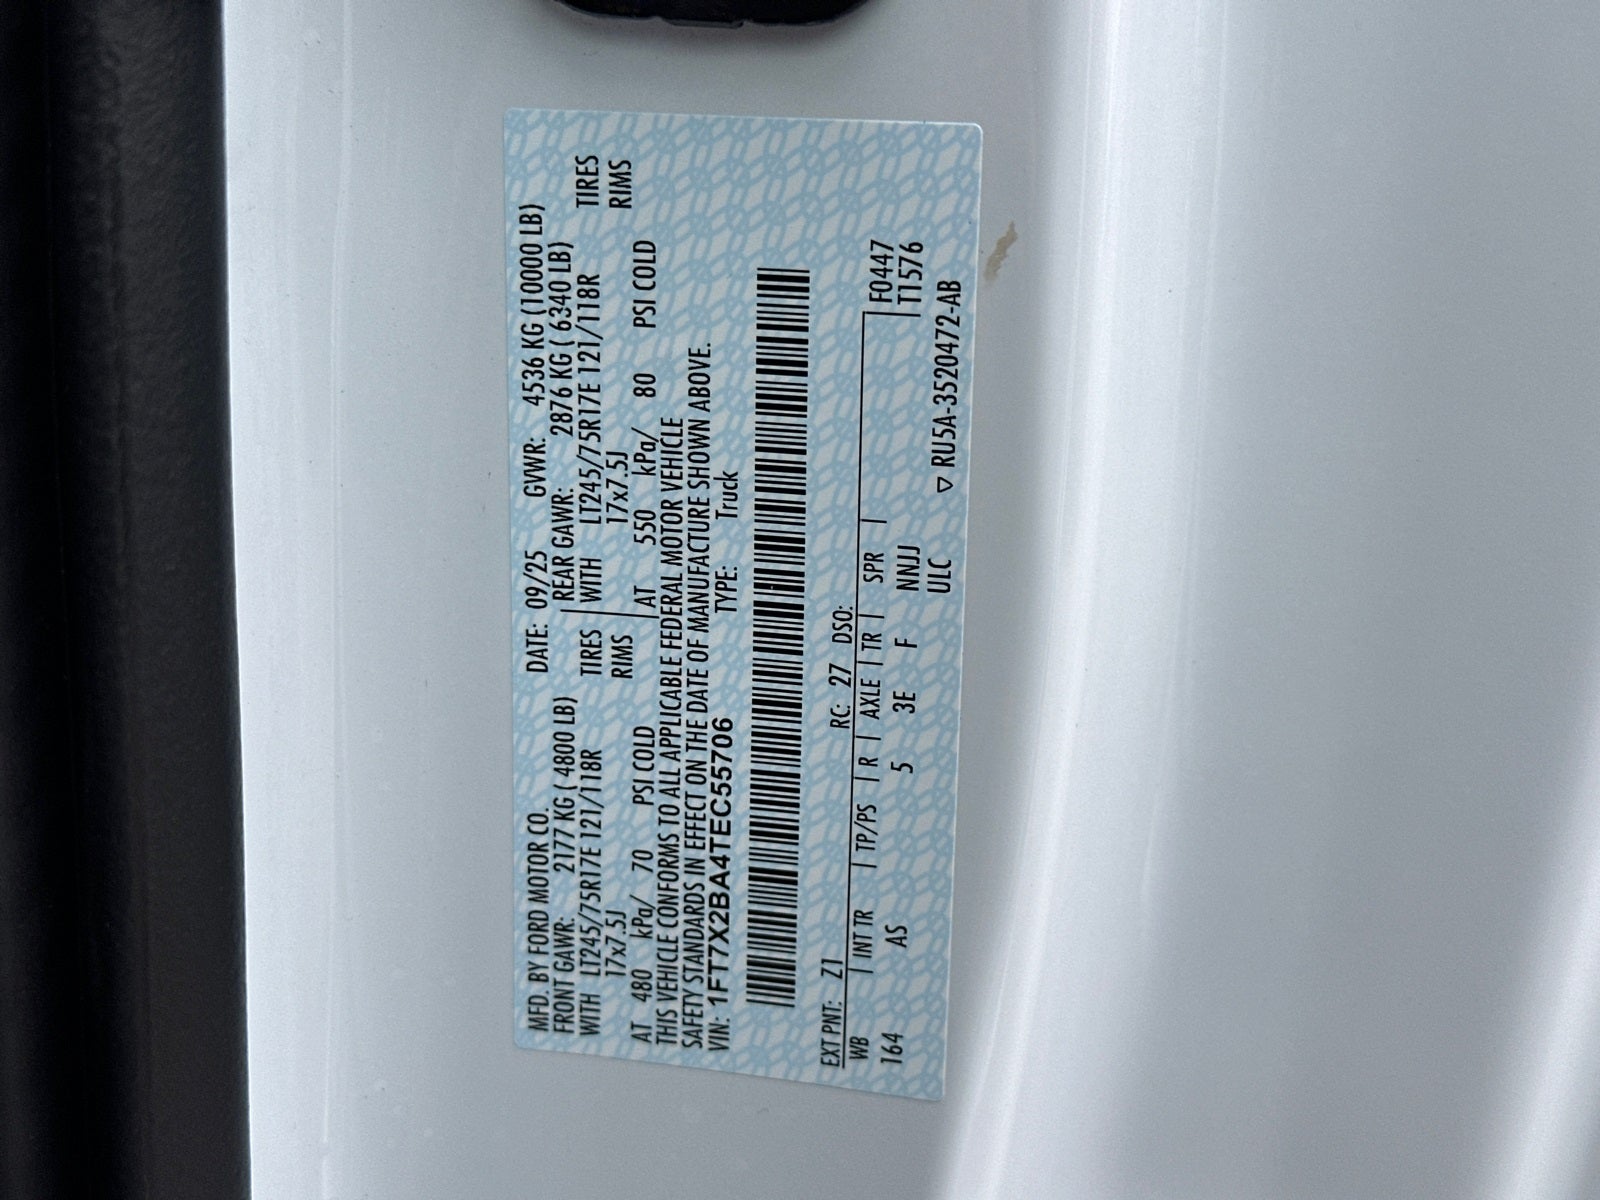 MFD. BY FORD MOTOR CO. DATE: 09/25 GVWR: 4536 KG (10000 LB)
FRONT GAWR: 2177 KG ( 4800 LB) REAR GAWR: 2876 KG ( 6340 LB)
WITH LT245/75R17E 121/118R TIRES WITH LT245/75R17E 121/118R TIRES
17x7.5J RIMS 17x7.5J RIMS
AT 480 kPa/ 70 PSI COLD AT 550 kPa/ 80 PSI COLD
THIS VEHICLE CONFORMS TO ALL APPLICABLE FEDERAL MOTOR VEHICLE
SAFETY STANDARDS IN EFFECT ON THE DATE OF MANUFACTURE SHOWN ABOVE.
VIN: 1FT7X2BA4TEC55706 TYPE: Truck
EXT PNT: Z1 RC: 27 DSO:
WB | INT TR | TP/PS | R | AXLE | TR | SPR | F0447
164 AS 5 3E F NNJJ T1576
ULC ▽ RU5A-3520472-AB